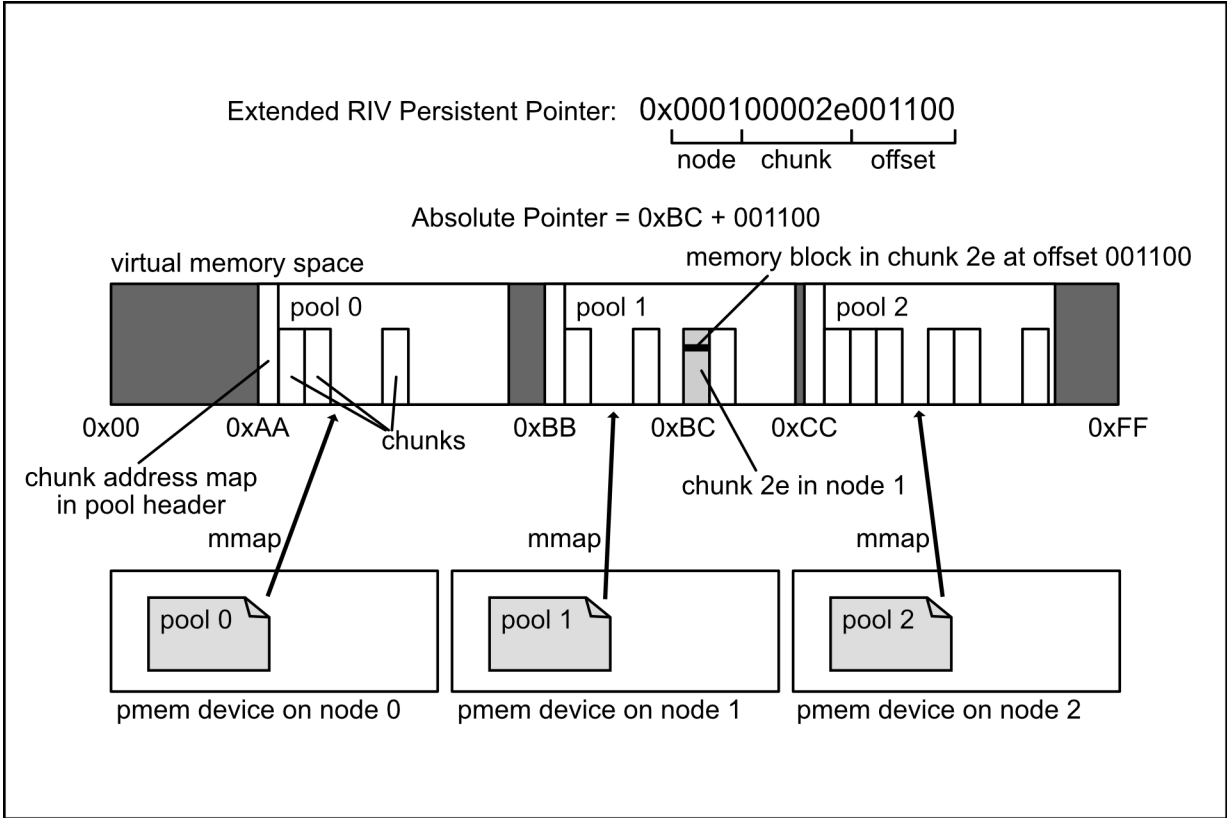 Extended RIV Persistent Pointer: 0x000100002e001100
node chunk offset
Absolute Pointer = 0xBC + 001100
virtual memory space
memory block in chunk 2e at offset 001100
pool 0 pool 1 pool 2
0x00 0xAA chunks 0xBB 0xBC 0xCC 0xFF
chunk address map
in pool header
chunk 2e in node 1
mmap mmap mmap
pool 0 pool 1 pool 2
pmem device on node 0 pmem device on node 1 pmem device on node 2